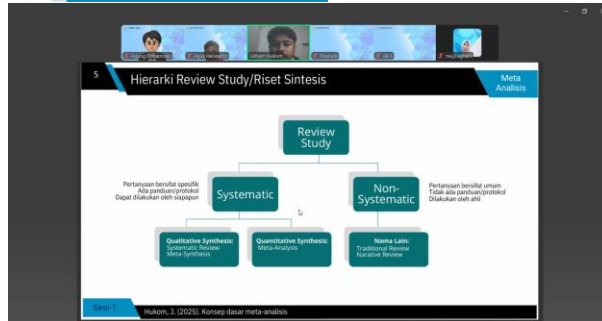 5
Hierarki Review Study/Riset Sintesis
Meta
Analisis
Review
Study
Pertanyaan bersifat spesifik
Ada panduan/protokol
Dapat dilakukan oleh siapapun
Systematic
Non-
Systematic
Pertanyaan bersifat umum
Tidak ada panduan/protokol
Dilakukan oleh ahli
Qualitative Synthesis:
Systematic Review
Meta-Synthesis
Quantitative Synthesis:
Meta-Analysis
Nama Lain:
Traditional Review
Narative Review
Sesi-1
Hukom, J. (2025). Konsep dasar meta-analisis